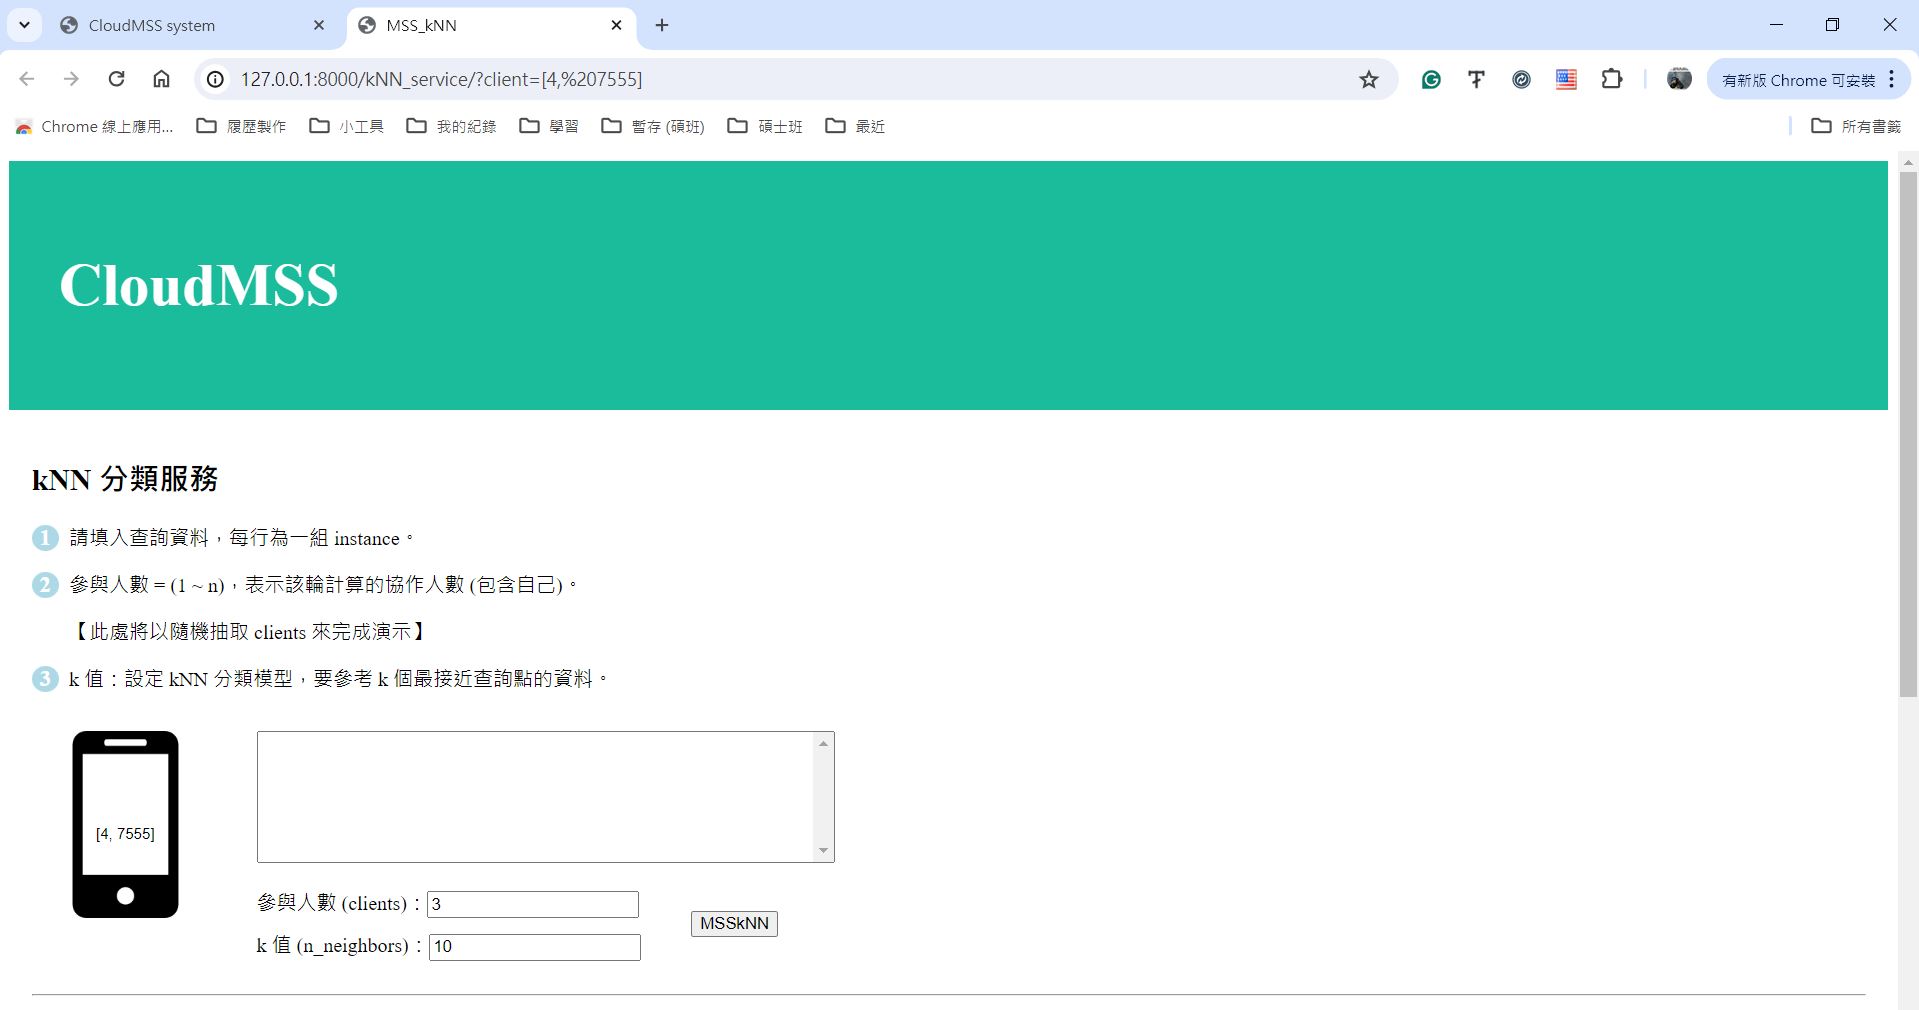 CloudMSS system
MSS_kNN
127.0.0.1:8000/kNN_service/?client=[4,%207555]
有新版 Chrome 可安裝
Chrome 線上應用...
履歷製作
小工具
我的紀錄
學習
暫存 (碩班)
碩士班
最近
所有書籤
CloudMSS
kNN 分類服務
1 請填入查詢資料，每行為一組 instance。
2 參與人數 = (1 ~ n)，表示該輪計算的協作人數 (包含自己)。
【此處將以隨機抽取 clients 來完成演示】
3 k 值：設定 kNN 分類模型，要參考 k 個最接近查詢點的資料。
[4, 7555]
參與人數 (clients)：3
MSSkNN
k 值 (n_neighbors)：10